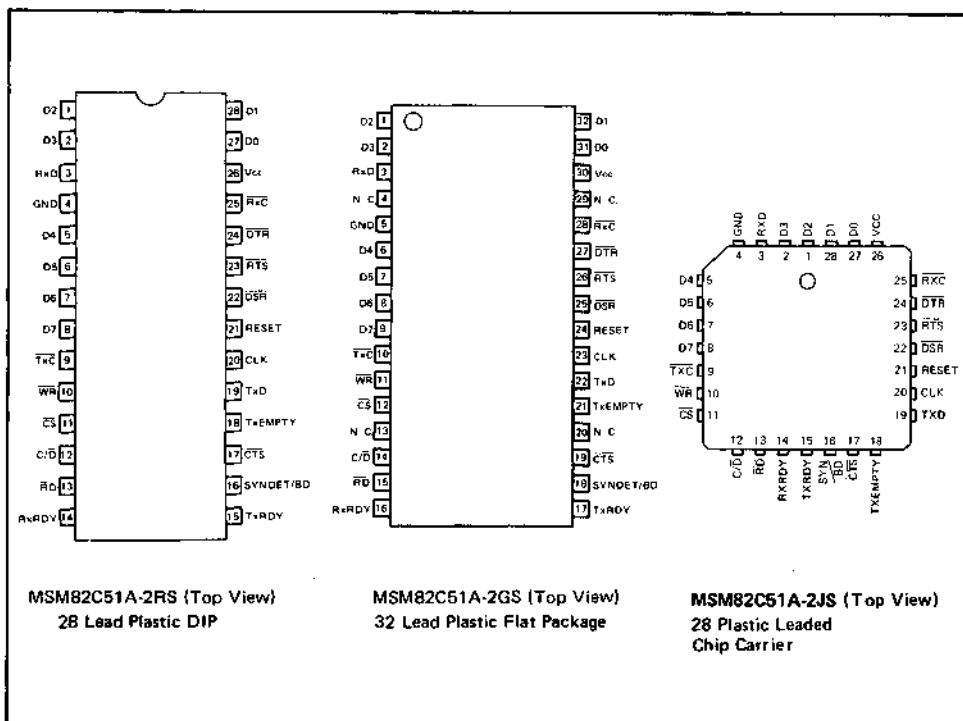 D2 1 28 D1
D3 2 27 D0
RxD 3 26 Vcc
GND 4 25 RxC
D4 5 24 DTR
D5 6 23 RTS
D6 7 22 DSR
D7 8 21 RESET
TxC 9 20 CLK
WR 10 19 TxD
CS 11 18 TxEMPTY
C/D 12 17 CTS
RD 13 16 SYNDET/BD
RxRDY 14 15 TxRDY
MSM82C51A-2RS (Top View)
28 Lead Plastic DIP
D2 1 32 D1
D3 2 31 D0
RxD 3 30 Vcc
N C. 4 29 N C.
GND 5 28 RxC
D4 6 27 DTR
D5 7 26 RTS
D6 8 25 DSR
D7 9 24 RESET
TxC 10 23 CLK
WR 11 22 TxD
CS 12 21 TxEMPTY
N C. 13 20 N C
C/D 14 19 CTS
RD 15 18 SYNDET/BD
RxRDY 16 17 TxRDY
MSM82C51A-2GS (Top View)
32 Lead Plastic Flat Package
GND RXD D3 D2 D1 D0 VCC
4 3 2 1 28 27 26
D4 5 25 RXC
D5 6 24 DTR
D6 7 23 RTS
D7 8 22 DSR
TXC 9 21 RESET
WR 10 20 CLK
CS 11 19 TXD
12 13 14 15 16 17 18
C/D RD RXRDY TXRDY SYN/BD CTS TXEMPTY
MSM82C51A-2JS (Top View)
28 Plastic Leaded
Chip Carrier